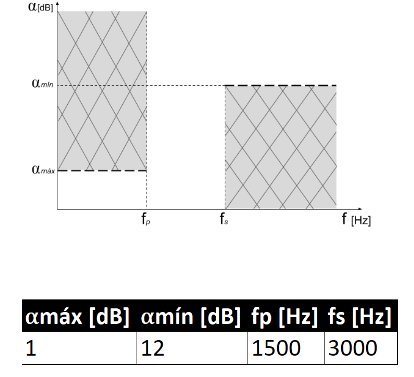 α[dB]
αmín
αmáx
fp
fs
f [Hz]
αmáx [dB] αmín [dB] fp [Hz] fs [Hz]
1 12 1500 3000